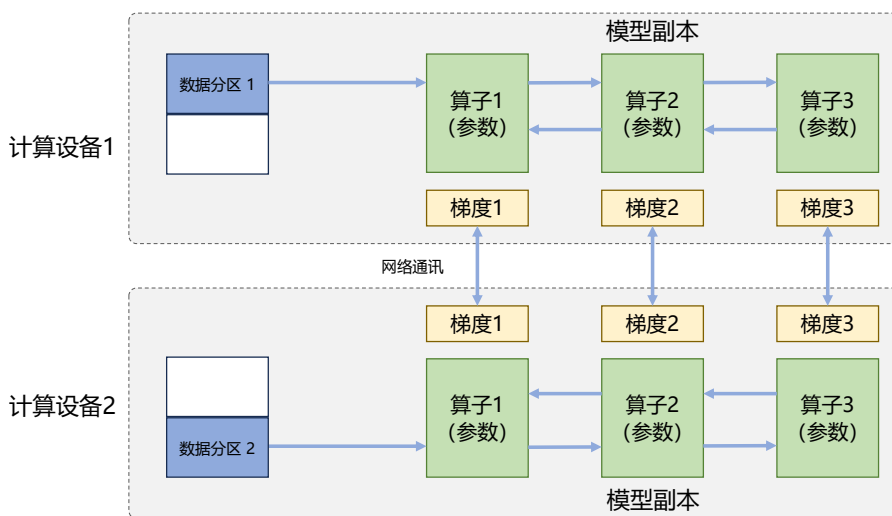 模型副本
数据分区 1
算子1
（参数）
算子2
（参数）
算子3
（参数）
计算设备1
梯度1
梯度2
梯度3
网络通讯
梯度1
梯度2
梯度3
计算设备2
算子1
（参数）
算子2
（参数）
算子3
（参数）
数据分区 2
模型副本